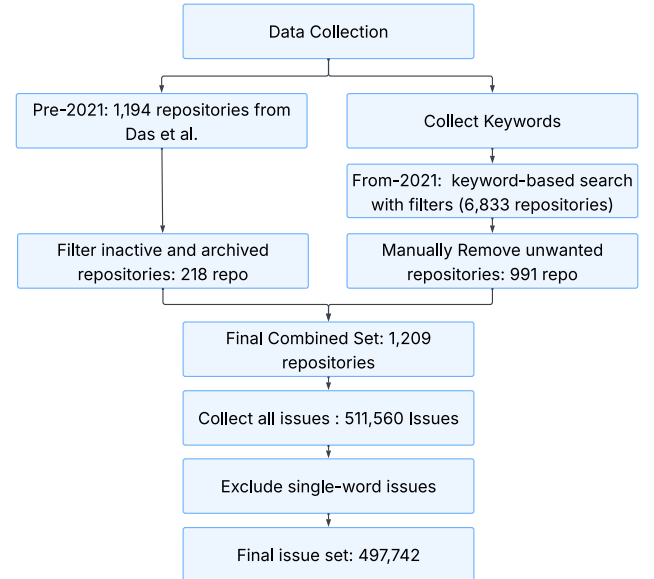 Data Collection
Pre-2021: 1,194 repositories from
Das et al.
Collect Keywords
From-2021:  keyword-based search
with filters (6,833 repositories)
Filter inactive and archived
repositories: 218 repo
Manually Remove unwanted
repositories: 991 repo
Final Combined Set: 1,209
repositories
Collect all issues : 511,560 Issues
Exclude single-word issues
Final issue set: 497,742